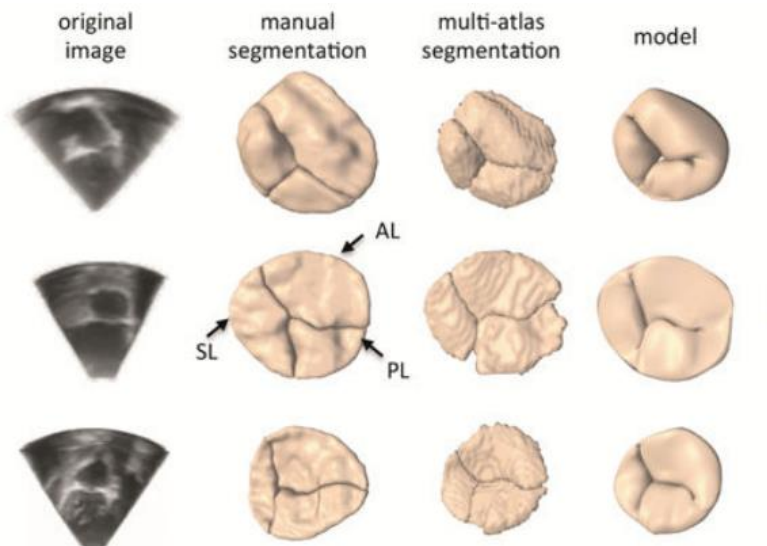 original
image
manual
segmentation
multi-atlas
segmentation
model
AL
SL
PL